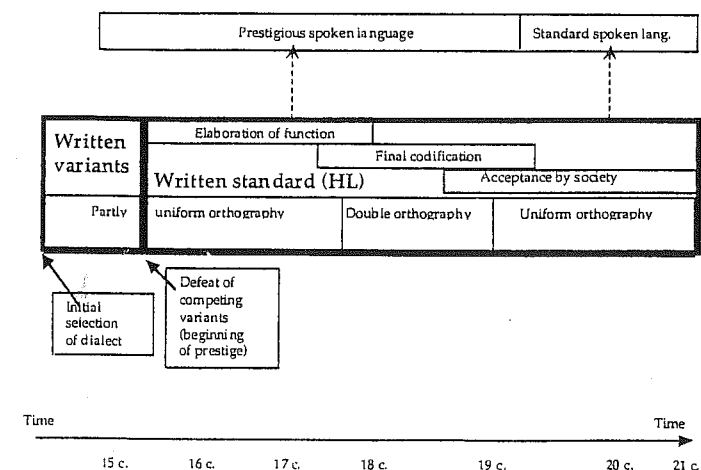 Prestigious spoken language
Standard spoken lang.
Written
variants
Elaboration of function
Final codification
Written standard (HL)
Acceptance by society
Partly
uniform orthography
Double orthography
Uniform orthography
Initial
selection
of dialect
Defeat of
competing
variants
(beginning
of prestige)
Time
Time
15 c.
16 c.
17 c.
18 c.
19 c.
20 c.
21 c.